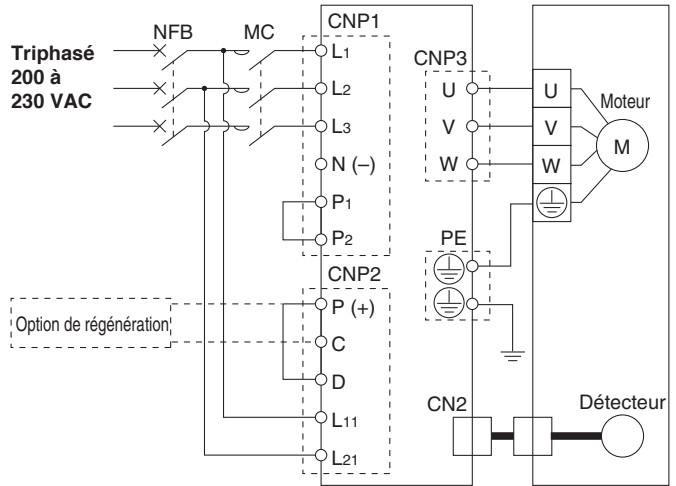 NFB
MC
CNP1
Triphasé
200 à
230 VAC
L1
L2
L3
N (–)
P1
P2
CNP2
Option de régénération
P (+)
C
D
L11
L21
CNP3
U
V
W
PE
CN2
U
V
W
Moteur
M
Détecteur